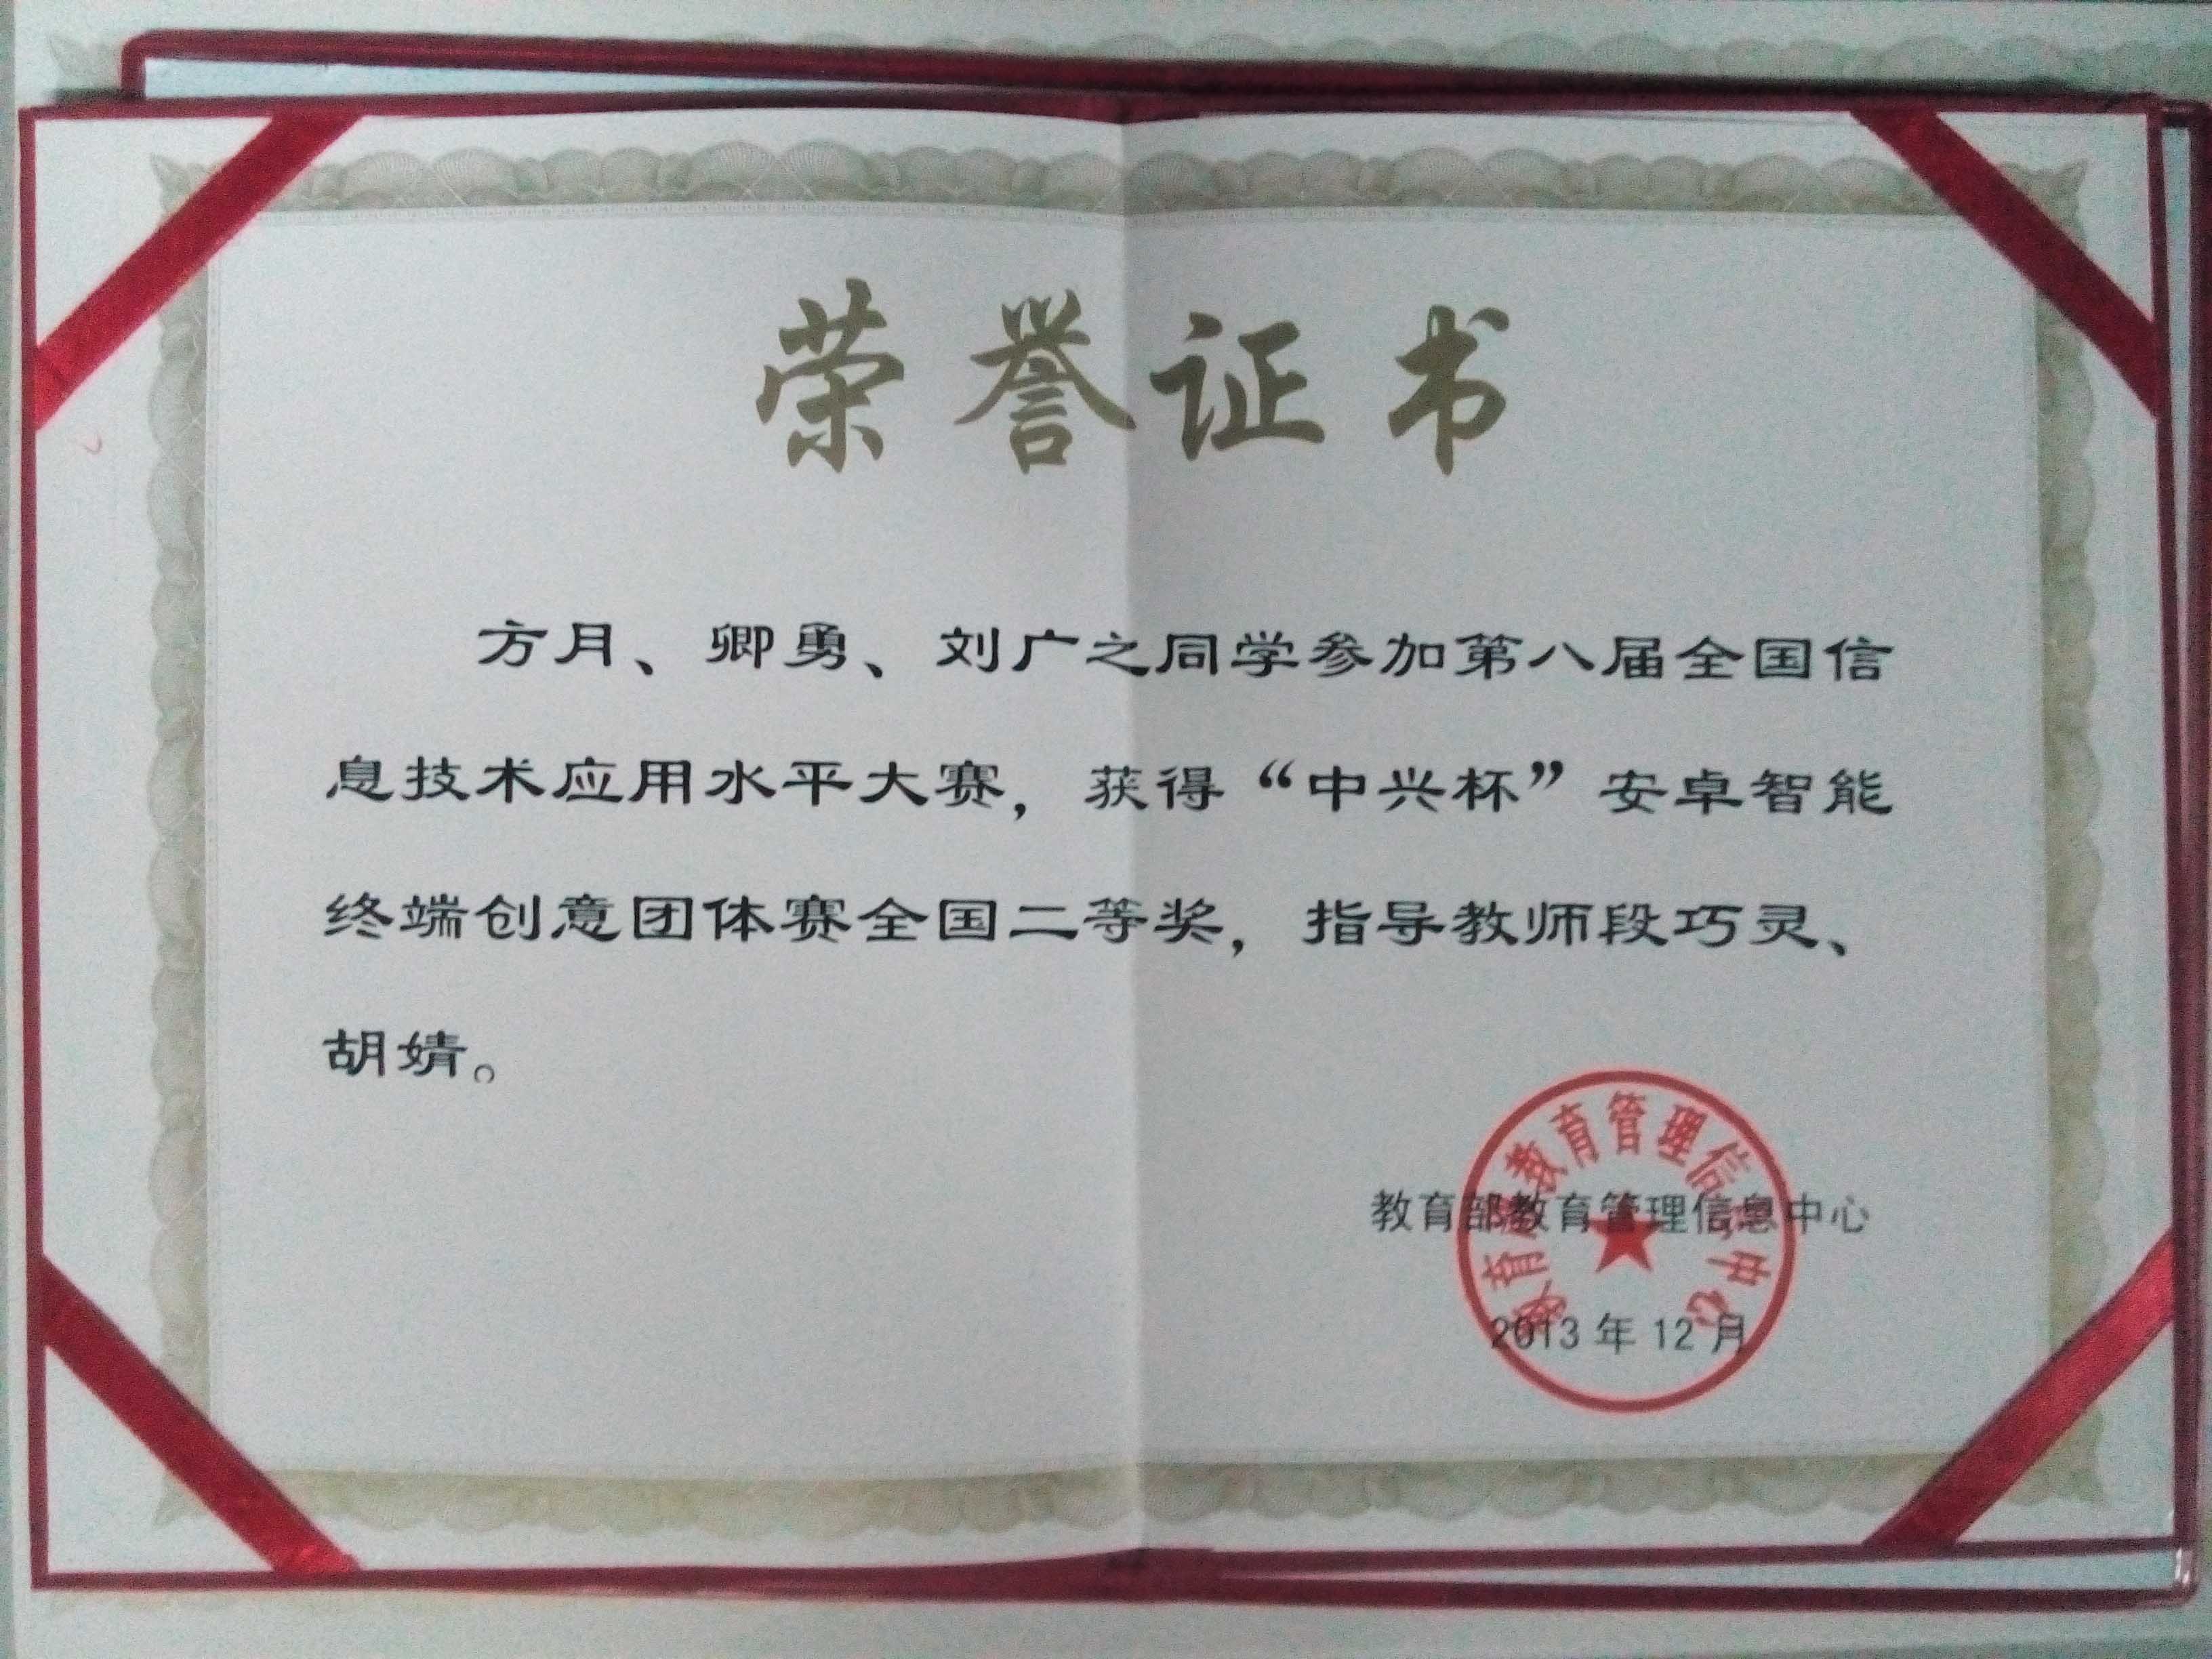 荣誉证书
方月、卿勇、刘广之同学参加第八届全国信
息技术应用水平大赛，获得“中兴杯”安卓智能
终端创意团体赛全国二等奖，指导教师段巧灵、
胡婧。
教育部教育管理信息中心
教育部教育管理信息中心
2013年12月